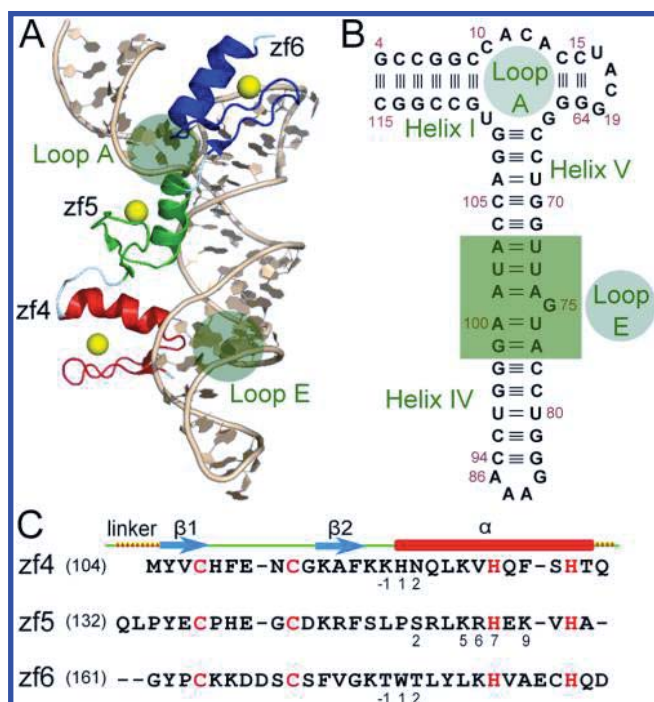 A
zf6
Loop A
zf5
zf4
Loop E
B
10
15
4
G C C G G C C A C A C C U A C G
Loop A
115
C G G C C G U
G G G
64
19
Helix I
Helix V
G C
G C
A U
105 C G 70
C G
A U
U U
A A
G 75
Loop E
100 A U
Helix IV
U U 80
C G
94 C G
86 A G
A A
C
linker β1 β2 α
zf4 (104) MYVCHFE-NCGKAFKKHNQLKVHQF-SHTQ
-1 1 2
zf5 (132) QLPYECPHE-GCDKRFSLPSRLKRHEK-VHA-
2 5 6 7 9
zf6 (161) --GYPCKKDDSCSFVGKTWTLYLKHVAECHQD
-1 1 2